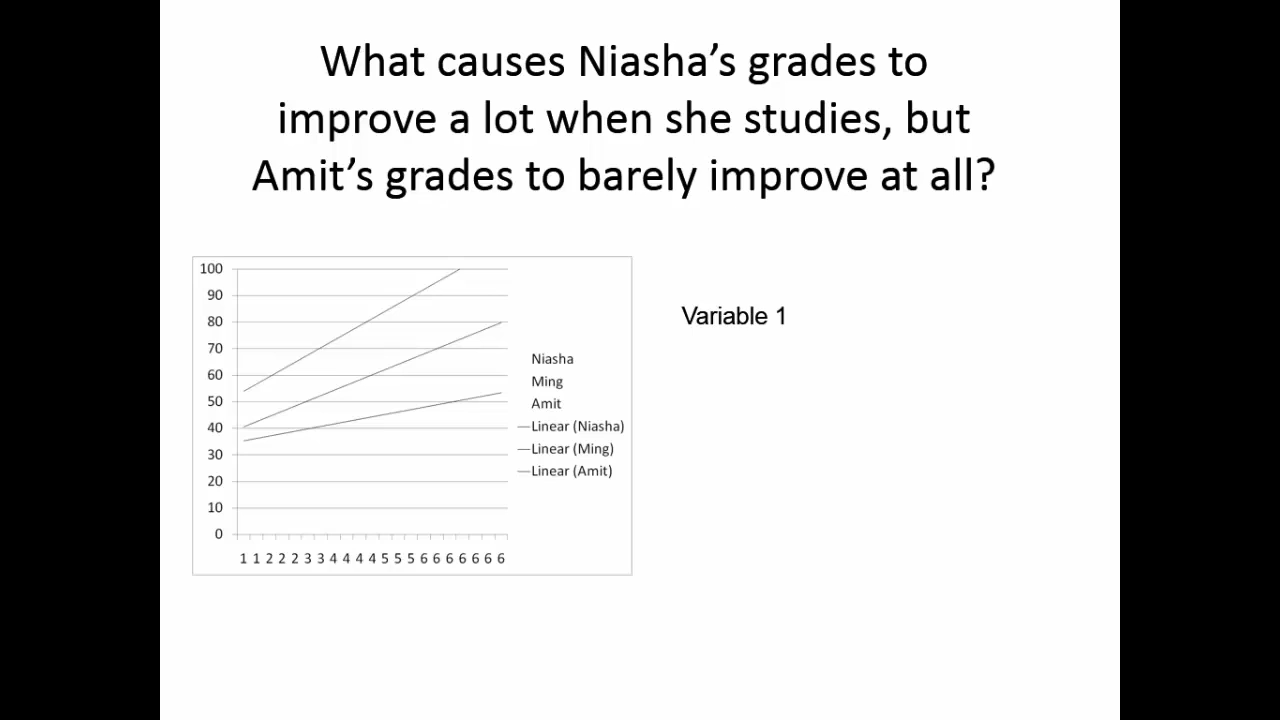 What causes Niasha’s grades to
improve a lot when she studies, but
Amit’s grades to barely improve at all?
100
90
80
70
60
50
40
30
20
10
0
1 1 2 2 2 3 3 4 4 4 4 5 5 5 6 6 6 6 6 6 6
Niasha
Ming
Amit
Linear (Niasha)
Linear (Ming)
Linear (Amit)
Variable 1